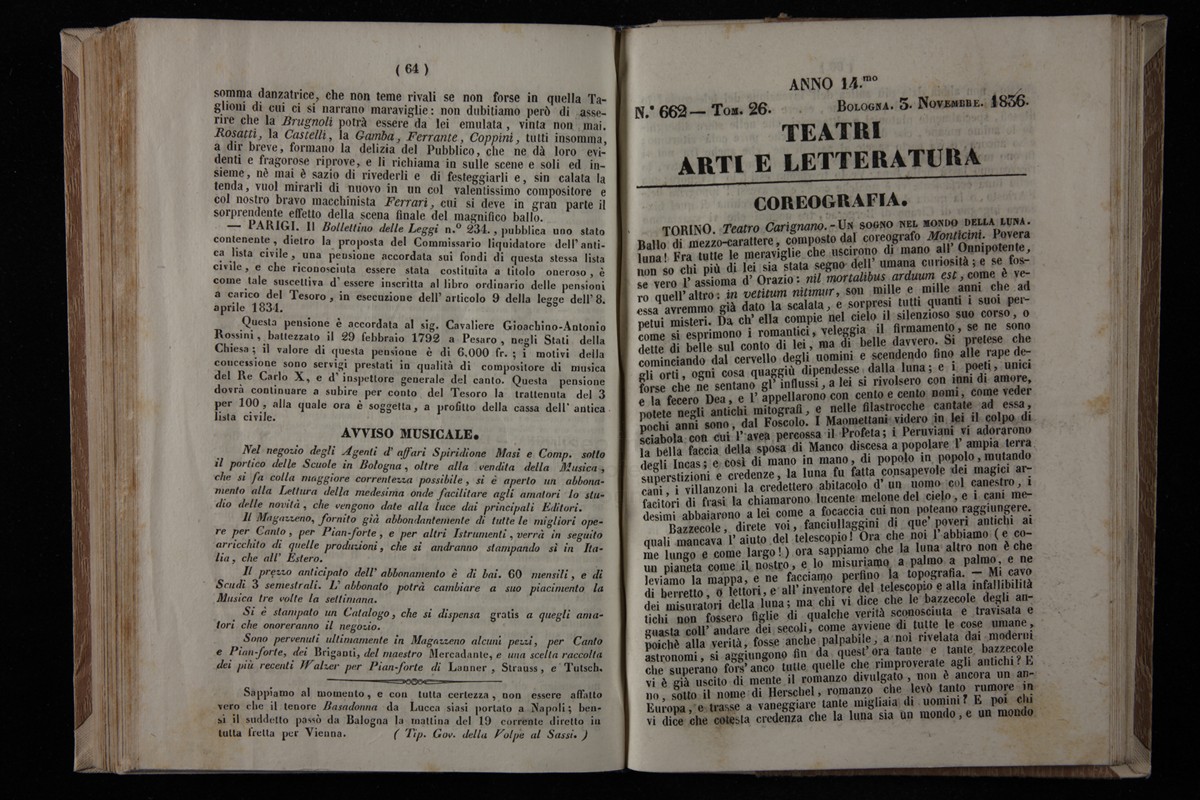 ( 64 )
somma danzatrice, che non teme rivali se non forse in quella Ta-
glioni di cui ci si narrano maraviglie: non dubitiamo però di asse-
rire che la Brugnoli potrà essere da lei emulata, vinta non mai.
Rosatti, la Castelli, la Gamba, Ferrante, Coppini, tutti insomma,
a dir breve, formano la delizia del Pubblico, che ne dà loro evi-
denti e fragorose riprove, e li richiama in sulle scene e soli ed in-
sieme, nè mai è sazio di rivederli e di festeggiarli e, sin calata la
tenda, vuol mirarli di nuovo in un col valentissimo compositore e
col nostro bravo macchinista Ferrari, cui si deve in gran parte il
sorprendente effetto della scena finale del magnifico ballo.
— PARIGI. Il Bollettino delle Leggi n.º 234., pubblica uno stato
contenente, dietro la proposta del Commissario liquidatore dell' anti-
ca lista civile, una pensione accordata sui fondi di questa stessa lista
civile, e che riconosciuta essere stata costituita a titolo oneroso, è
come tale suscettiva d' essere inscritta al libro ordinario delle pensioni
a carico del Tesoro, in esecuzione dell' articolo 9 della legge dell' 8.
aprile 1834.
Questa pensione è accordata al sig. Cavaliere Gioachino-Antonio
Rossini, battezzato il 29 febbraio 1792 a Pesaro, negli Stati della
Chiesa; il valore di questa pensione è di 6,000 fr.; i motivi della
concessione sono servigi prestati in qualità di compositore di musica
del Re Carlo X, e d' inspettore generale del canto. Questa pensione
dovrà continuare a subire per conto del Tesoro la trattenuta del 3
per 100, alla quale ora è soggetta, a profitto della cassa dell' antica
lista civile.
AVVISO MUSICALE.
Nel negozio degli Agenti d' affari Spiridione Masi e Comp. sotto
il portico delle Scuole in Bologna, oltre alla vendita della Musica,
che si fa colla maggiore correntezza possibile, si è aperto un abbona-
mento alla Lettura della medesima onde facilitare agli amatori lo stu-
dio delle novità, che vengono date alla luce dai principali Editori.
Il Magazzeno, fornito già abbondantemente di tutte le migliori ope-
re per Canto, per Pian-forte, e per altri Istrumenti, verrà in seguito
arricchito di quelle produzioni, che si andranno stampando sì in Ita-
lia, che all' Estero.
Il prezzo anticipato dell' abbonamento è di bai. 60 mensili, e di
Scudi 3 semestrali. L' abbonato potrà cambiare a suo piacimento la
Musica tre volte la settimana.
Si è stampato un Catalogo, che si dispensa gratis a quegli ama-
tori che onoreranno il negozio.
Sono pervenuti ultimamente in Magazzeno alcuni pezzi, per Canto
e Pian-forte, dei Briganti, del maestro Mercadante, e una scelta raccolta
dei più recenti Walzer per Pian-forte di Lanner, Strauss, e Tutsch.
Sappiamo al momento, e con tutta certezza, non essere affatto
vero che il tenore Basadonna da Lucca siasi portato a Napoli; ben-
sì il suddetto passò da Balogna la mattina del 19 corrente diretto in
tutta fretta per Vienna. ( Tip. Gov. della Volpe al Sassi. )
ANNO 14.mo
N.º 662 — Tom. 26. Bologna. 3. Novembre. 1836.
TEATRI
ARTI E LETTERATURA
COREOGRAFIA.
TORINO. Teatro Carignano. - Un sogno nel mondo della luna.
Ballo di mezzo-carattere, composto dal coreografo Monticini. Povera
luna! Fra tutte le meraviglie che uscirono di mano all' Onnipotente,
non so chi più di lei sia stata segno dell' umana curiosità; e se fos-
se vero l' assioma d' Orazio: nil mortalibus arduum est, come è ve-
ro quell' altro: in vetitum nitimur, son mille e mille anni che ad
essa avremmo già dato la scalata, e sorpresi tutti quanti i suoi per-
petui misteri. Da ch' ella compie nel cielo il silenzioso suo corso, o
come si esprimono i romantici, veleggia il firmamento, se ne sono
dette di belle sul conto di lei, ma di belle davvero. Si pretese che
cominciando dal cervello degli uomini e scendendo fino alle rape de-
gli orti, ogni cosa quaggiù dipendesse dalla luna; e i poeti, unici
forse che ne sentano gl' influssi, a lei si rivolsero con inni di amore,
e la fecero Dea, e l' appellarono con cento e cento nomi, come veder
potete negli antichi mitografi, e nelle filastrocche cantate ad essa,
pochi anni sono, dal Foscolo. I Maomettani videro in lei il colpo di
sciabola con cui l' avea percossa il Profeta; i Peruviani vi adorarono
la bella faccia della sposa di Manco discesa a popolare l' ampia terra
degli Incas; e così di mano in mano, di popolo in popolo, mutando
superstizioni e credenze, la luna fu fatta consapevole dei magici ar-
cani, i villanzoni la credettero abitacolo d' un uomo col canestro, i
facitori di frasi la chiamarono lucente melone del cielo, e i cani me-
desimi abbaiarono a lei come a focaccia cui non poteano raggiungere.
Bazzecole, direte voi, fanciullaggini di que' poveri antichi ai
quali mancava l' aiuto del telescopio! Ora che noi l' abbiamo (e co-
me lungo e come largo!) ora sappiamo che la luna altro non è che
un pianeta come il nostro, e lo misuriamo a palmo a palmo, e ne
leviamo la mappa, e ne facciamo perfino la topografia. — Mi cavo
di berretto, o lettori, e all' inventore del telescopio e alla infallibilità
dei misuratori della luna; ma chi vi dice che le bazzecole degli an-
tichi non fossero figlie di qualche verità sconosciuta e travisata e
guasta coll' andare dei secoli, come avviene di tutte le cose umane,
poichè alla verità, fosse anche palpabile, a noi rivelata dai moderni
astronomi, si aggiungono fin da quest' ora tante e tante bazzecole
che superano fors' anco tutte quelle che rimproverate agli antichi? E
vi è già uscito di mente il romanzo divulgato, non è ancora un an-
no, sotto il nome di Herschel, romanzo che levò tanto rumore in
Europa, e trasse a vaneggiare tante migliaia di uomini? E poi chi
vi dice che cotesta credenza che la luna sia un mondo, e un mondo